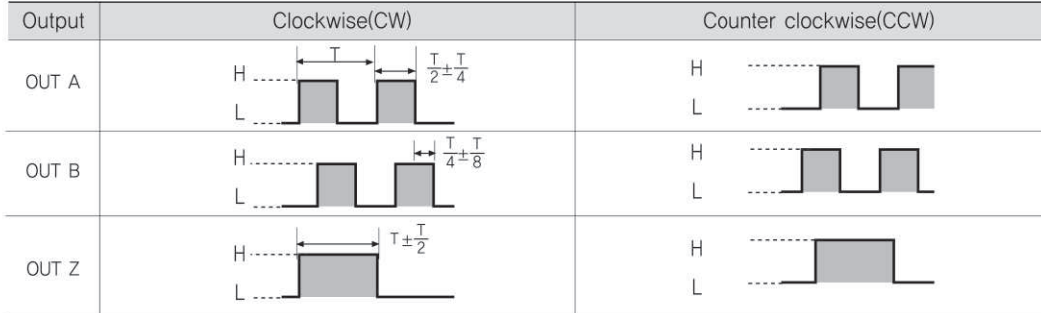 Output Clockwise(CW) Counter clockwise(CCW)
OUT A H L T T/2±T/4 H L
OUT B H L T/4±T/8 H L
OUT Z H L T±T/2 H L